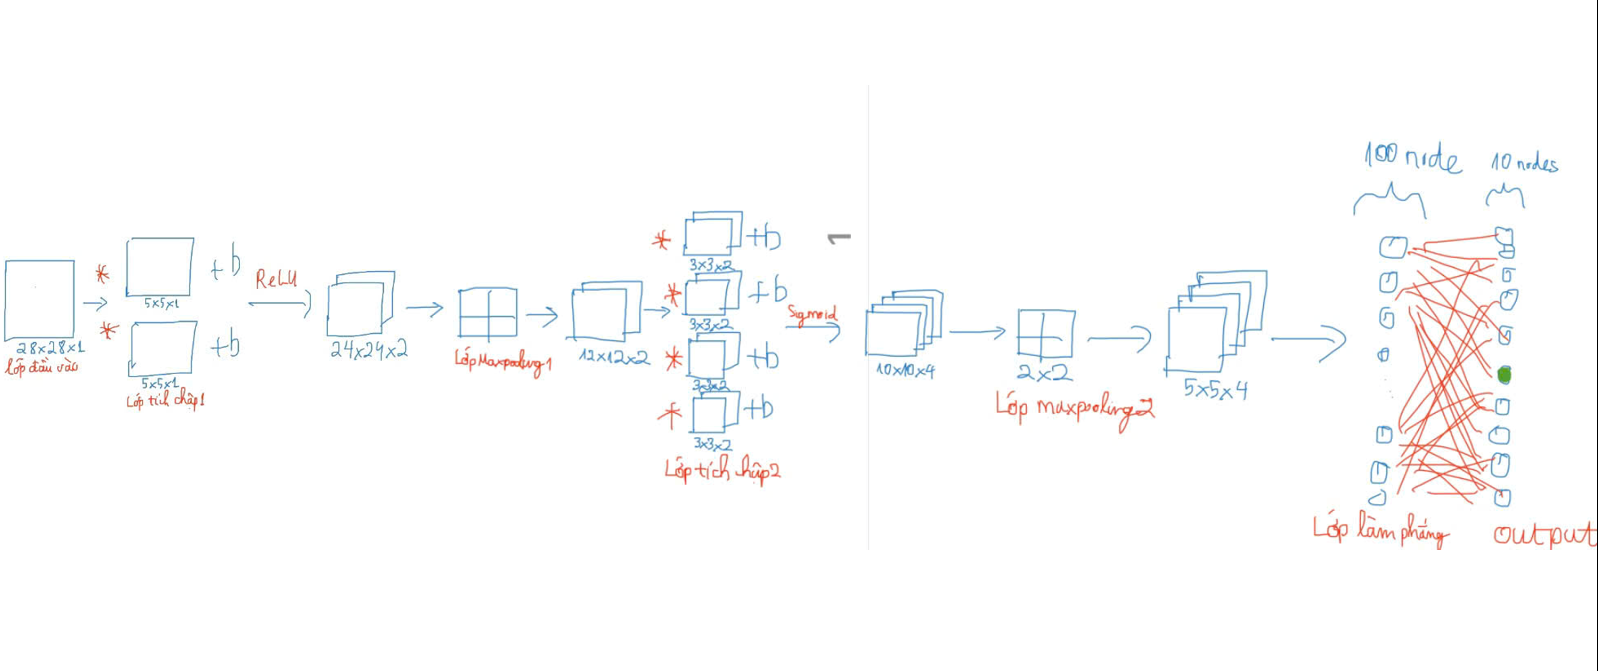 28x28x1
Lớp đầu vào
*
5x5x1
+b
*
5x5x1
+b
Lớp tích chập1
ReLU
24x24x2
Lớp Maxpooling1
12x12x2
*
3x3x2
+b
*
3x3x2
+b
*
3x3x2
+b
*
3x3x2
+b
Lớp tích chập2
1
Sigmoid
10x10x4
2x2
Lớp maxpooling2
5x5x4
100 node
10 nodes
Lớp làm phẳng
output